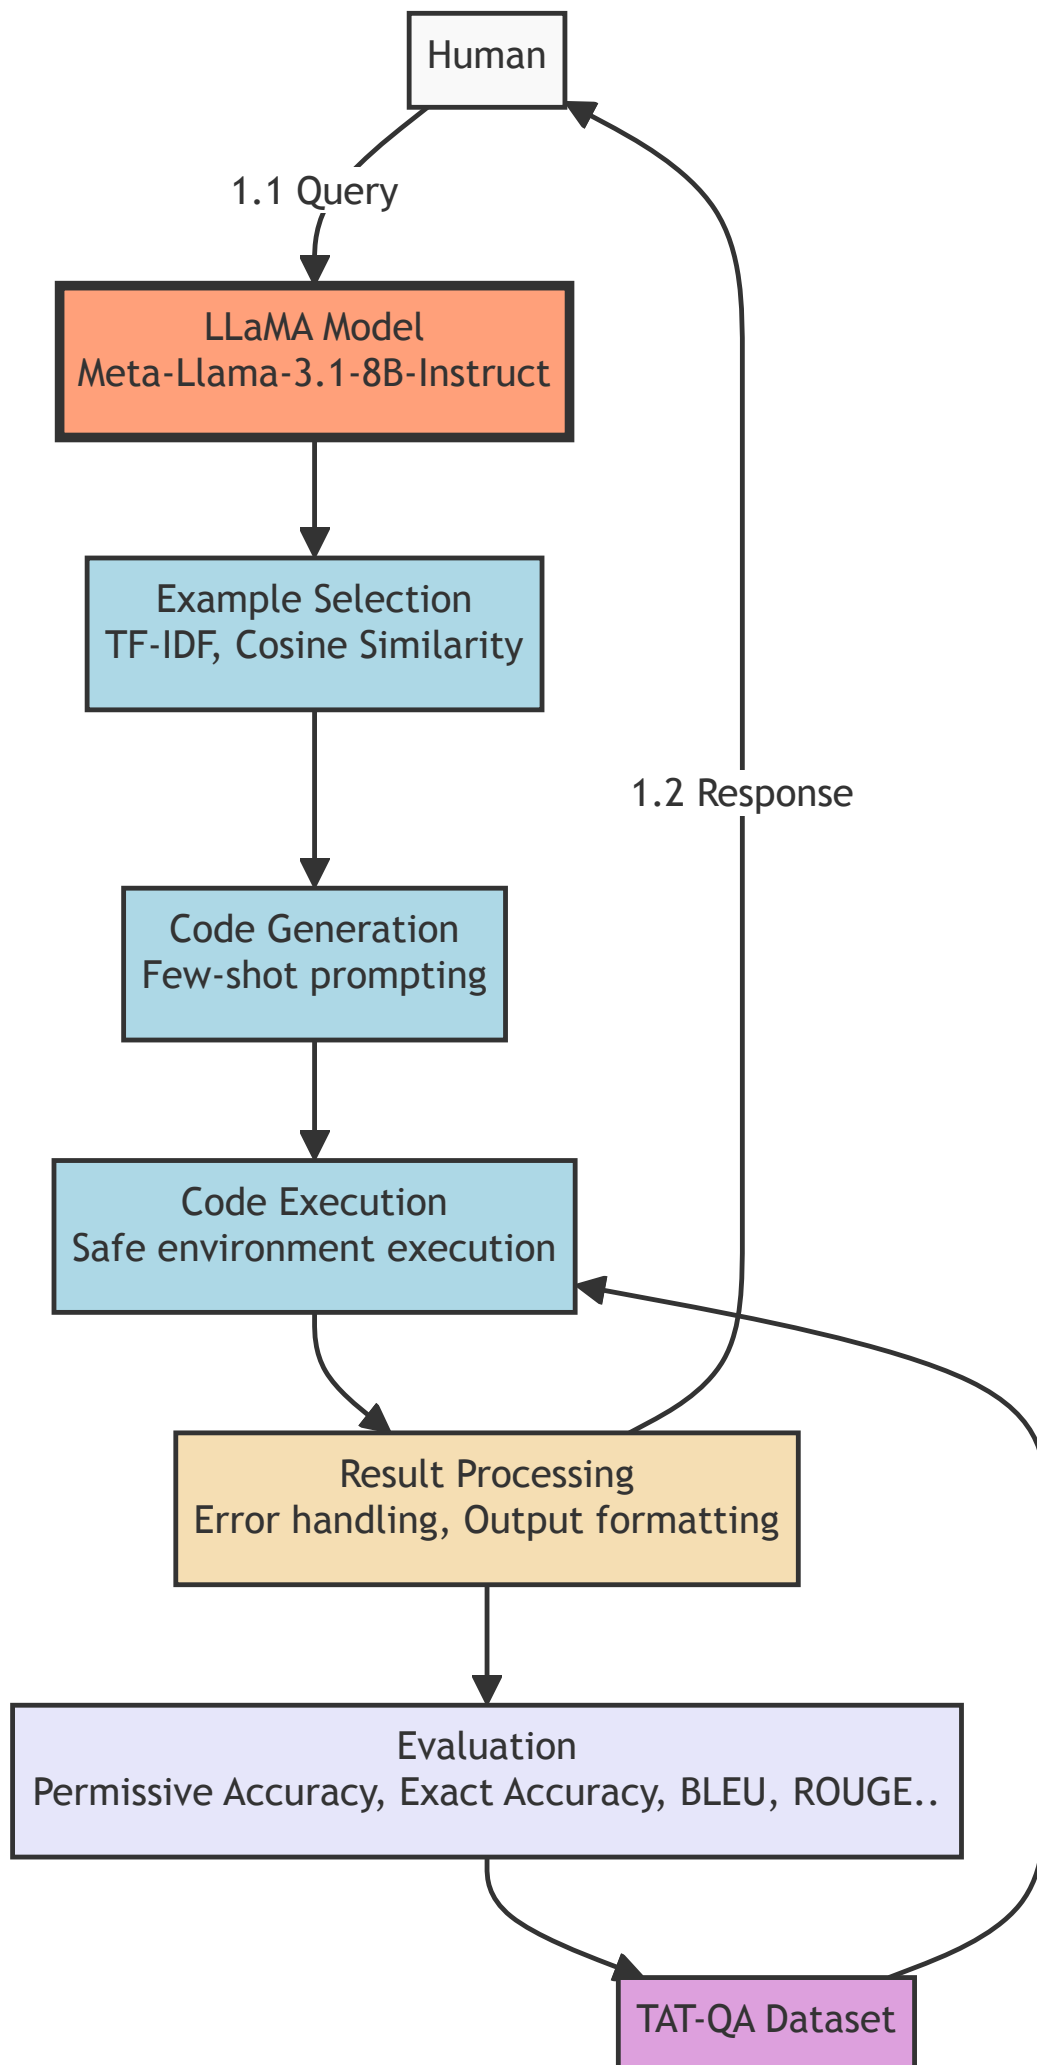 Human
1.1 Query
LLaMA Model
Meta-Llama-3.1-8B-Instruct
Example Selection
TF-IDF, Cosine Similarity
1.2 Response
Code Generation
Few-shot prompting
Code Execution
Safe environment execution
Result Processing
Error handling, Output formatting
Evaluation
Permissive Accuracy, Exact Accuracy, BLEU, ROUGE..
TAT-QA Dataset